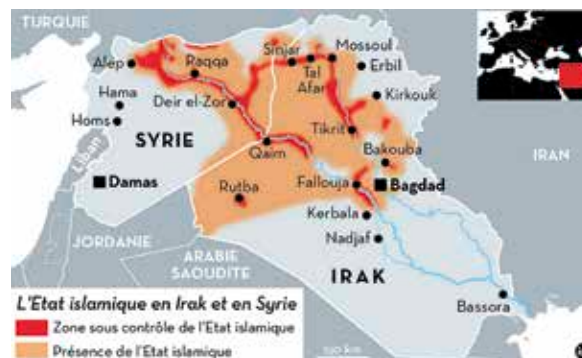 TURQUIE
Alep
Raqqa
Sinjar
Mossoul
Tal
Afar
Erbil
Hama
Deir el-Zor
Kirkouk
Homs
SYRIE
Tikrit
Liban
Qaim
Bakouba
IRAN
Damas
Rutba
Fallouja
Bagdad
Kerbala
JORDANIE
ARABIE
SAOUDITE
Nadjaf
IRAK
Bassora
L'Etat islamique en Irak et en Syrie
Zone sous contrôle de l'Etat islamique
Présence de l'Etat islamique